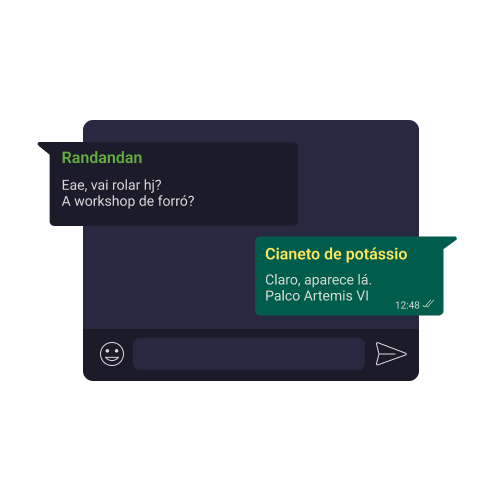 Randandan
Eae, vai rolar hj?
A workshop de forró?
Cianeto de potássio
Claro, aparece lá.
Palco Artemis VI
12:48